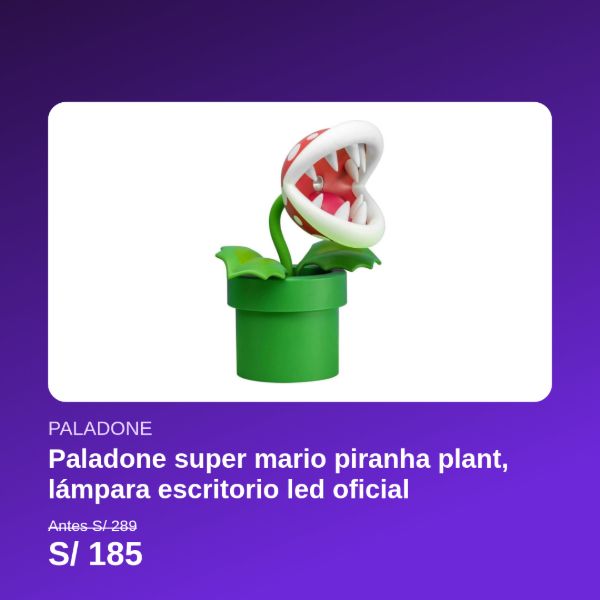 PALADONE
Paladone super mario piranha plant,
lámpara escritorio led oficial
Antes S/ 289
S/ 185